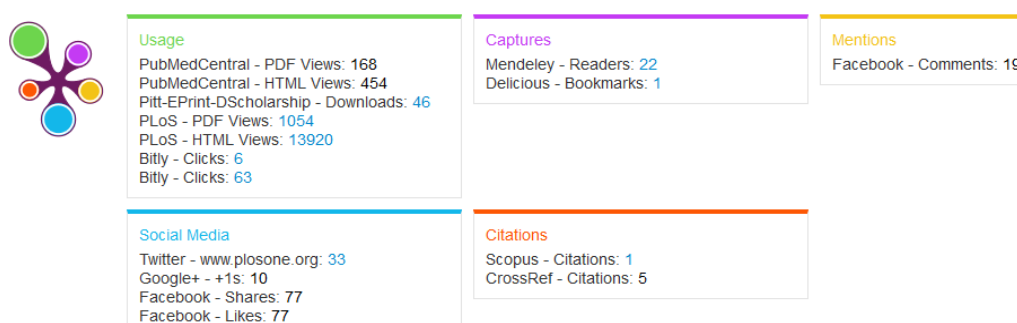 Usage
PubMedCentral - PDF Views: 168
PubMedCentral - HTML Views: 454
Pitt-EPrint-DScholarship - Downloads: 46
PLoS - PDF Views: 1054
PLoS - HTML Views: 13920
Bitly - Clicks: 6
Bitly - Clicks: 63
Captures
Mendeley - Readers: 22
Delicious - Bookmarks: 1
Mentions
Facebook - Comments: 19
Social Media
Twitter - www.plosone.org: 33
Google+ - +1s: 10
Facebook - Shares: 77
Facebook - Likes: 77
Citations
Scopus - Citations: 1
CrossRef - Citations: 5